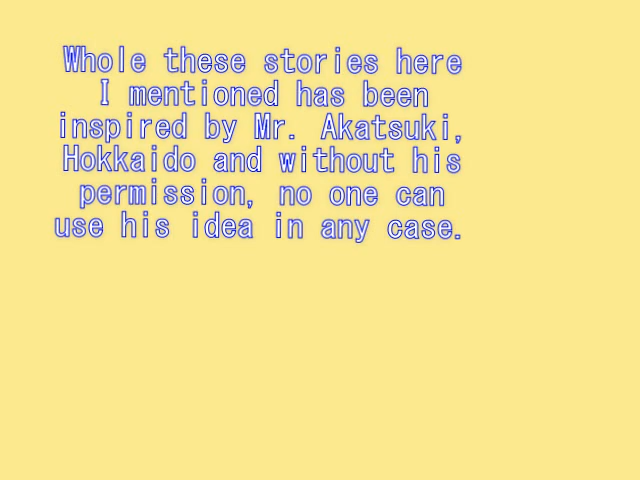 Whole these stories here
I mentioned has been
inspired by Mr. Akatsuki,
Hokkaido and without his
permission, no one can
use his idea in any case.